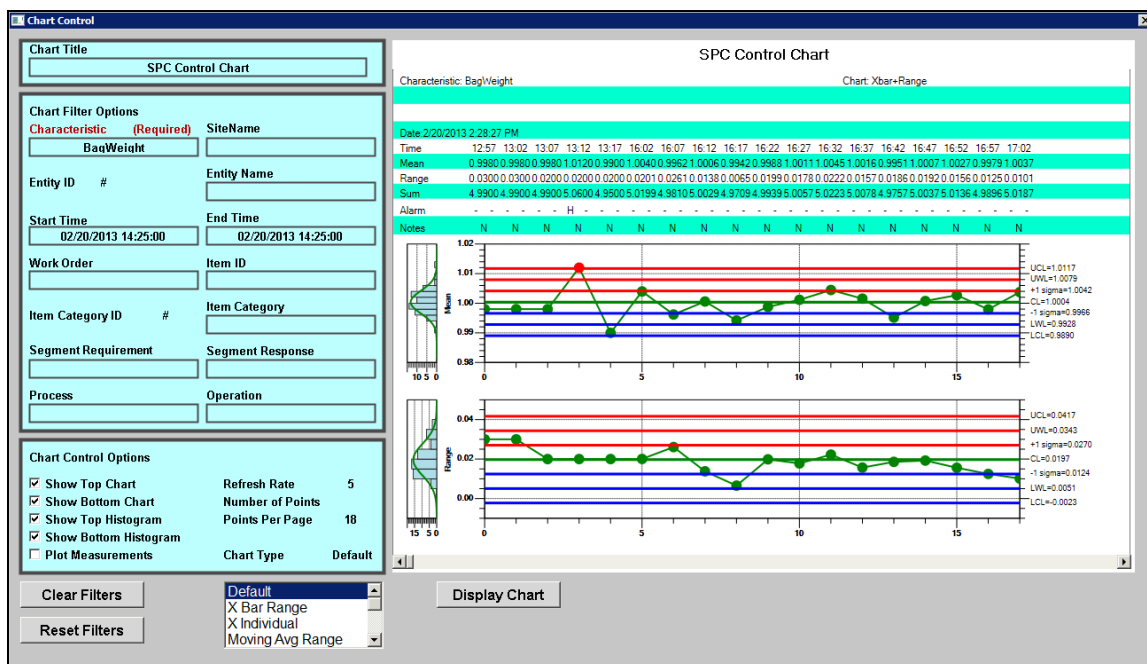 Chart Control
Chart Title
SPC Control Chart
Chart Filter Options
Characteristic (Required) SiteName
BagWeight
Entity ID # Entity Name
Start Time End Time
02/20/2013 14:25:00 02/20/2013 14:25:00
Work Order Item ID
Item Category ID # Item Category
Segment Requirement Segment Response
Process Operation
Chart Control Options
Show Top Chart Refresh Rate 5
Show Bottom Chart Number of Points
Show Top Histogram Points Per Page 18
Show Bottom Histogram
Plot Measurements Chart Type Default
Clear Filters
Reset Filters
Default
X Bar Range
X Individual
Moving Avg Range
Display Chart
SPC Control Chart
Characteristic: BagWeight Chart: Xbar+Range
Date:2/20/2013 2:28:27 PM
Time 12:57 13:02 13:07 13:12 13:17 16:02 16:07 16:12 16:17 16:22 16:27 16:32 16:37 16:42 16:47 16:52 16:57 17:02
Mean 0.9980 0.9980 0.9980 1.0120 0.9900 1.0040 0.9962 1.0006 0.9942 0.9988 1.0011 1.0045 1.0016 0.9951 1.0007 1.0027 0.9979 1.0037
Range 0.0300 0.0300 0.0200 0.0200 0.0200 0.0201 0.0261 0.0138 0.0065 0.0199 0.0178 0.0222 0.0157 0.0186 0.0192 0.0156 0.0125 0.0101
Sum 4.9900 4.9900 4.9900 5.0600 4.9500 5.0199 4.9810 5.0029 4.9709 4.9939 5.0057 5.0223 5.0078 4.9757 5.0037 5.0136 4.9896 5.0187
Alarm - - - - - H - - - - - - - - - - - - -
Notes N N N N N N N N N N N N N N N N N N
1.02
1.01
1.00
0.99
0.98
Mean
UCL=1.0117
UWL=1.0079
+1 sigma=1.0042
CL=1.0004
-1 sigma=0.9966
LWL=0.9928
LCL=0.9890
10 5 0 0 5 10 15
0.04
0.02
0.00
Range
UCL=0.0417
UWL=0.0343
+1 sigma=0.0270
CL=0.0197
-1 sigma=0.0124
LWL=0.0051
LCL=-0.0023
15 5 0 0 5 10 15